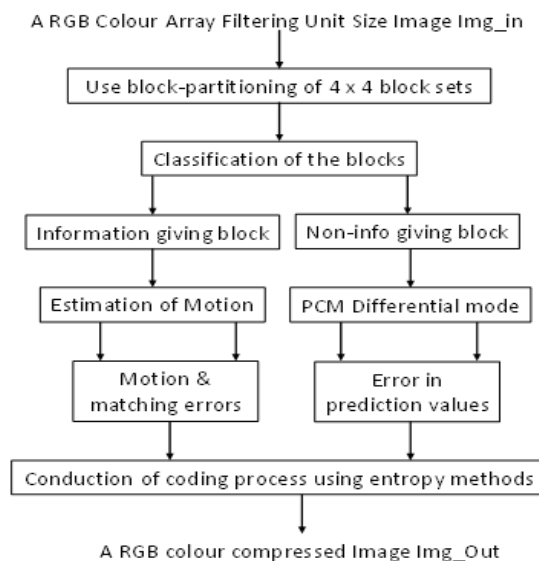 A RGB Colour Array Filtering Unit Size Image Img_in
Use block-partitioning of 4 x 4 block sets
Classification of the blocks
Information giving block
Non-info giving block
Estimation of Motion
PCM Differential mode
Motion &
matching errors
Error in
prediction values
Conduction of coding process using entropy methods
A RGB colour compressed Image Img_Out